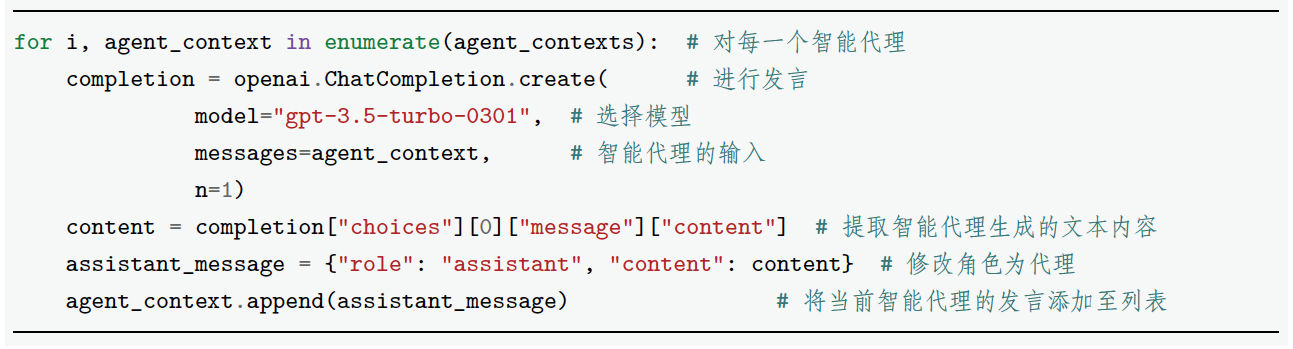 for i, agent_context in enumerate(agent_contexts):  # 对每一个智能代理
    completion = openai.ChatCompletion.create(      # 进行发言
              model="gpt-3.5-turbo-0301",  # 选择模型
              messages=agent_context,      # 智能代理的输入
              n=1)
    content = completion["choices"][0]["message"]["content"]  # 提取智能代理生成的文本内容
    assistant_message = {"role": "assistant", "content": content}  # 修改角色为代理
    agent_context.append(assistant_message)                # 将当前智能代理的发言添加至列表